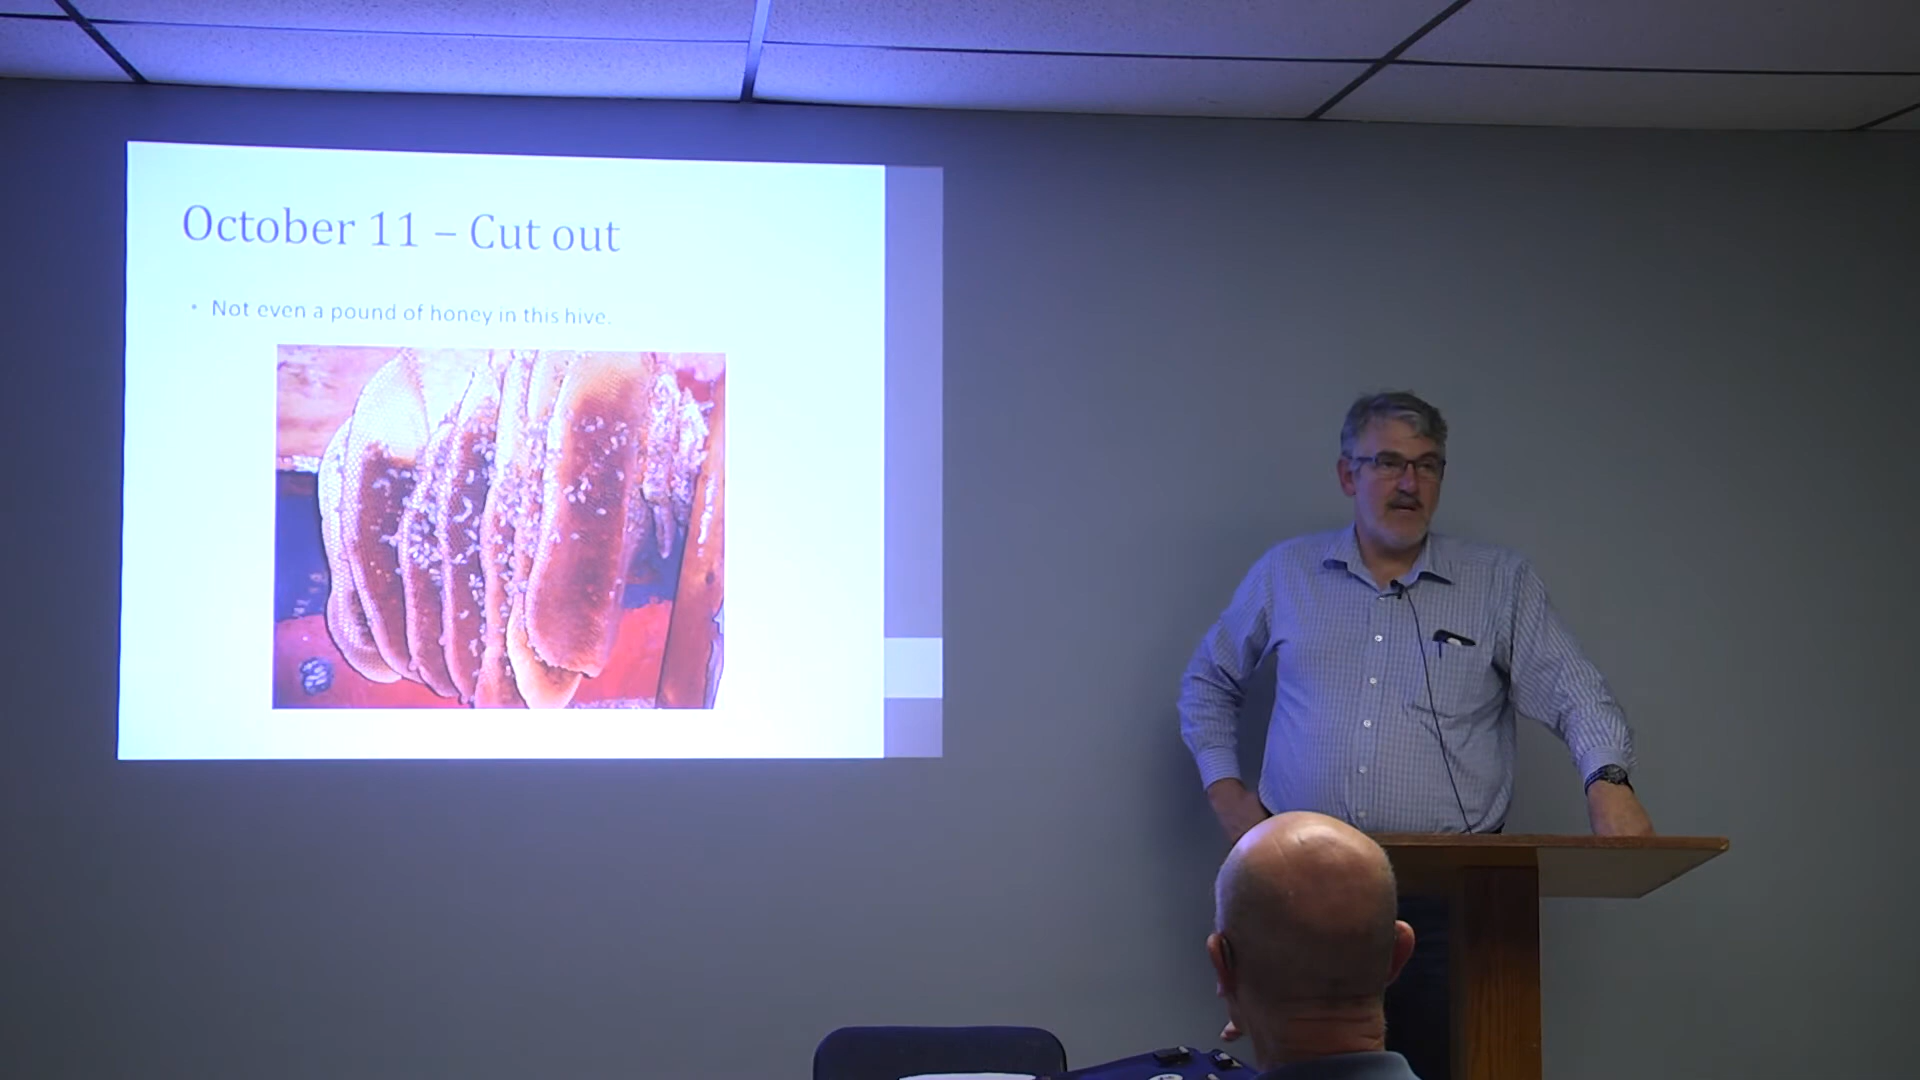 October 11 – Cut out
• Not even a pound of honey in this hive.